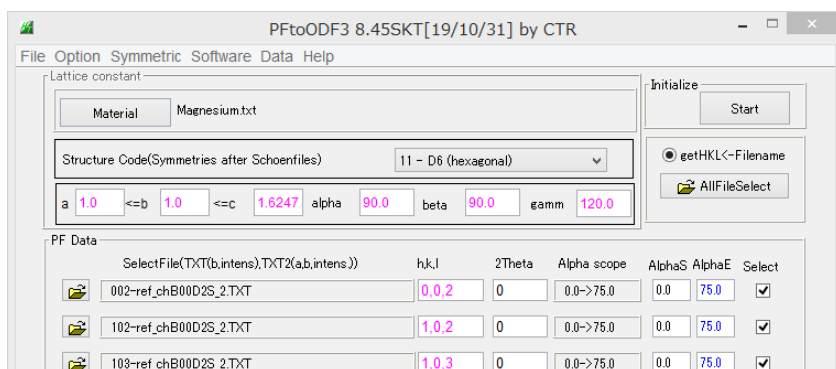 PFtoODF3 8.45SKT[19/10/31] by CTR
File Option Symmetric Software Data Help
Lattice constant
Material Magnesium.txt
Initialize
Start
Structure Code(Symmetries after Schoenfiles) 11 - D6 (hexagonal)
getHKL<-Filename
AllFileSelect
a 1.0 <=b 1.0 <=c 1.6247 alpha 90.0 beta 90.0 gamm 120.0
PF Data
SelectFile(TXT(b,intens),TXT2(a,b,intens.)) h,k,l 2Theta Alpha scope AlphaS AlphaE Select
002-ref_chB00D2S_2.TXT 0,0,2 0 0.0->75.0 0.0 75.0
102-ref_chB00D2S_2.TXT 1,0,2 0 0.0->75.0 0.0 75.0
103-ref_chB00D2S_2.TXT 1,0,3 0 0.0->75.0 0.0 75.0